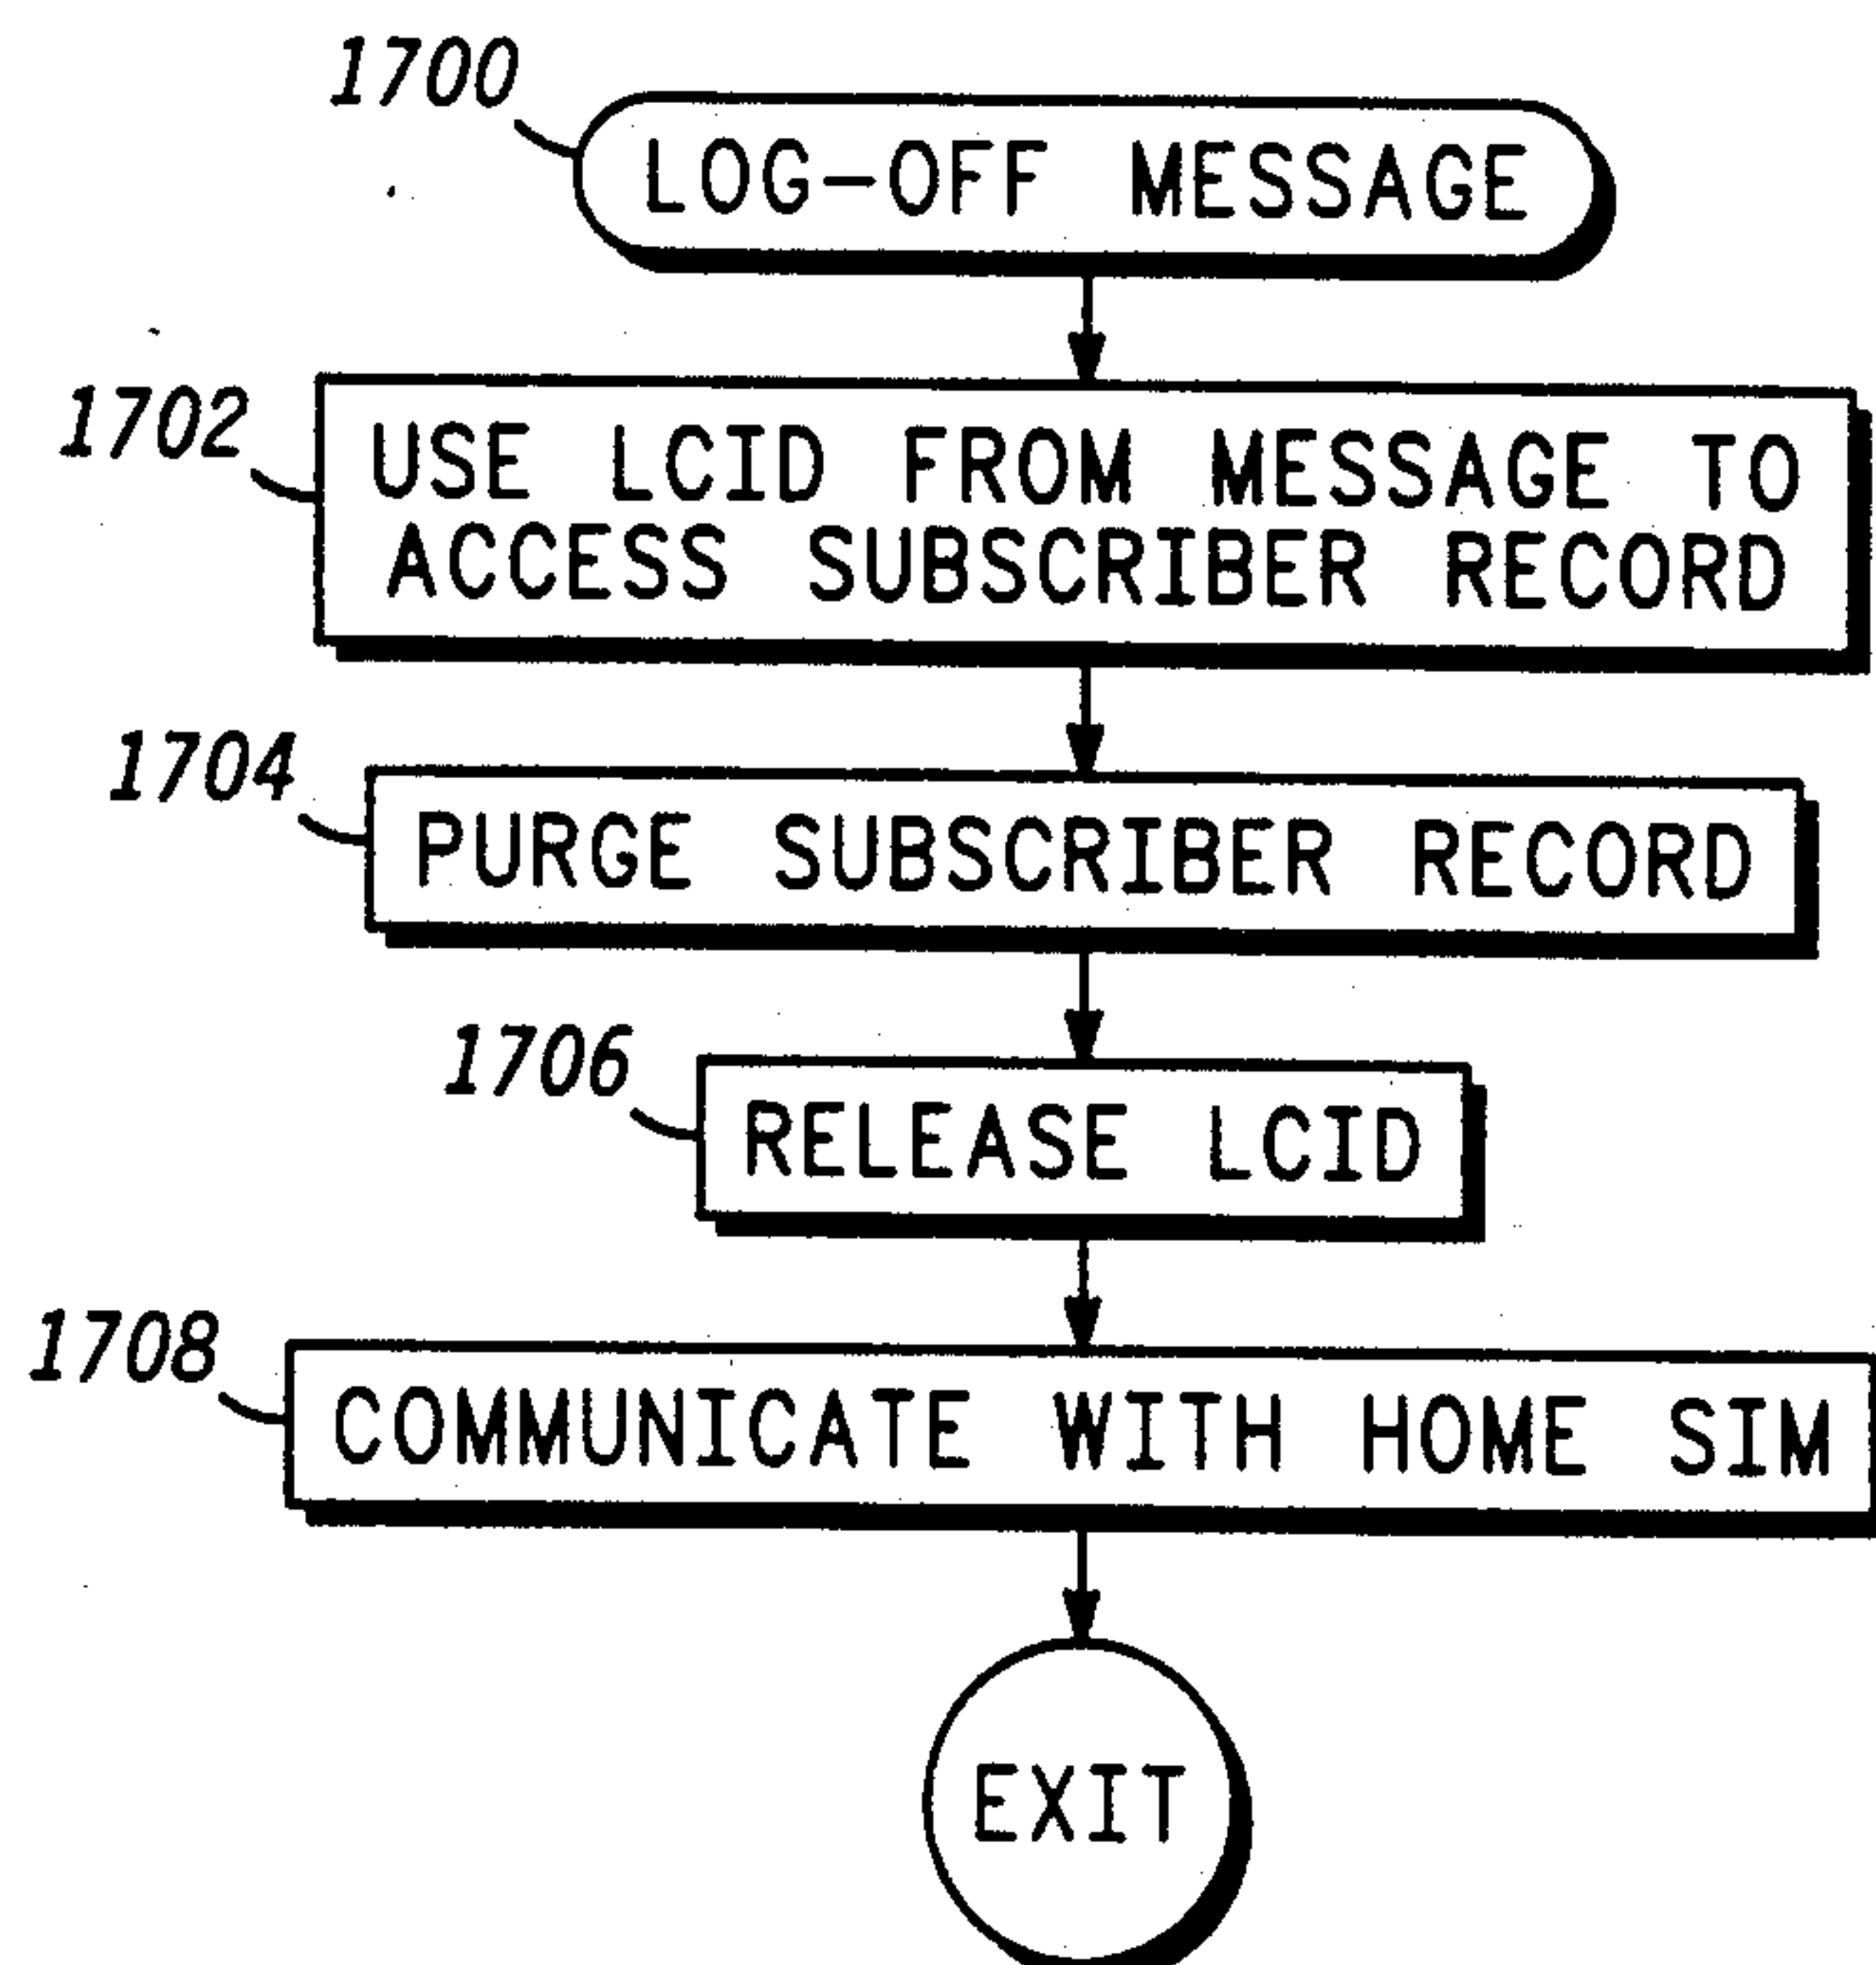 1700
LOG-OFF MESSAGE
1702
USE LCID FROM MESSAGE TO
ACCESS SUBSCRIBER RECORD
1704
PURGE SUBSCRIBER RECORD
1706
RELEASE LCID
1708
COMMUNICATE WITH HOME SIM
EXIT